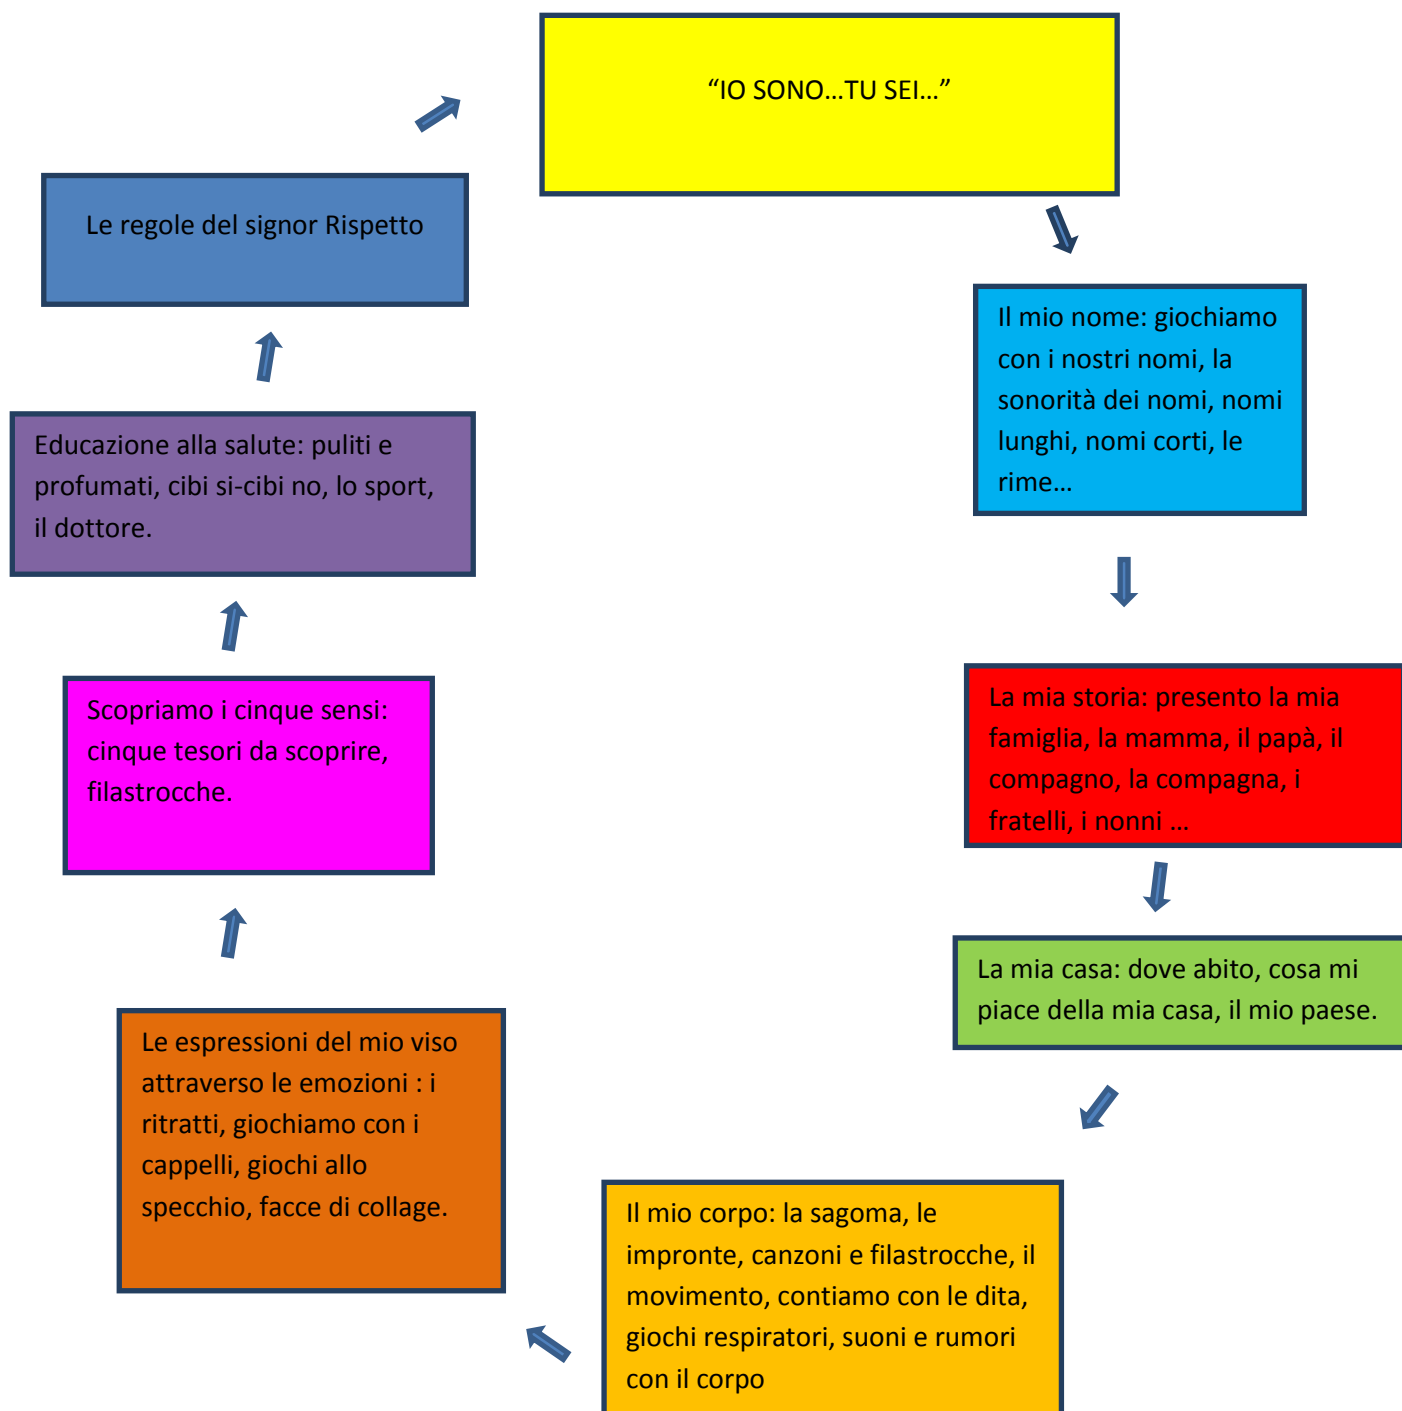 “IO SONO…TU SEI…”
Il mio nome: giochiamo
con i nostri nomi, la
sonorità dei nomi, nomi
lunghi, nomi corti, le
rime…
La mia storia: presento la mia
famiglia, la mamma, il papà, il
compagno, la compagna, i
fratelli, i nonni …
La mia casa: dove abito, cosa mi
piace della mia casa, il mio paese.
Il mio corpo: la sagoma, le
impronte, canzoni e filastrocche, il
movimento, contiamo con le dita,
giochi respiratori, suoni e rumori
con il corpo
Le espressioni del mio viso
attraverso le emozioni : i
ritratti, giochiamo con i
cappelli, giochi allo
specchio, facce di collage.
Scopriamo i cinque sensi:
cinque tesori da scoprire,
filastrocche.
Educazione alla salute: puliti e
profumati, cibi si-cibi no, lo sport,
il dottore.
Le regole del signor Rispetto